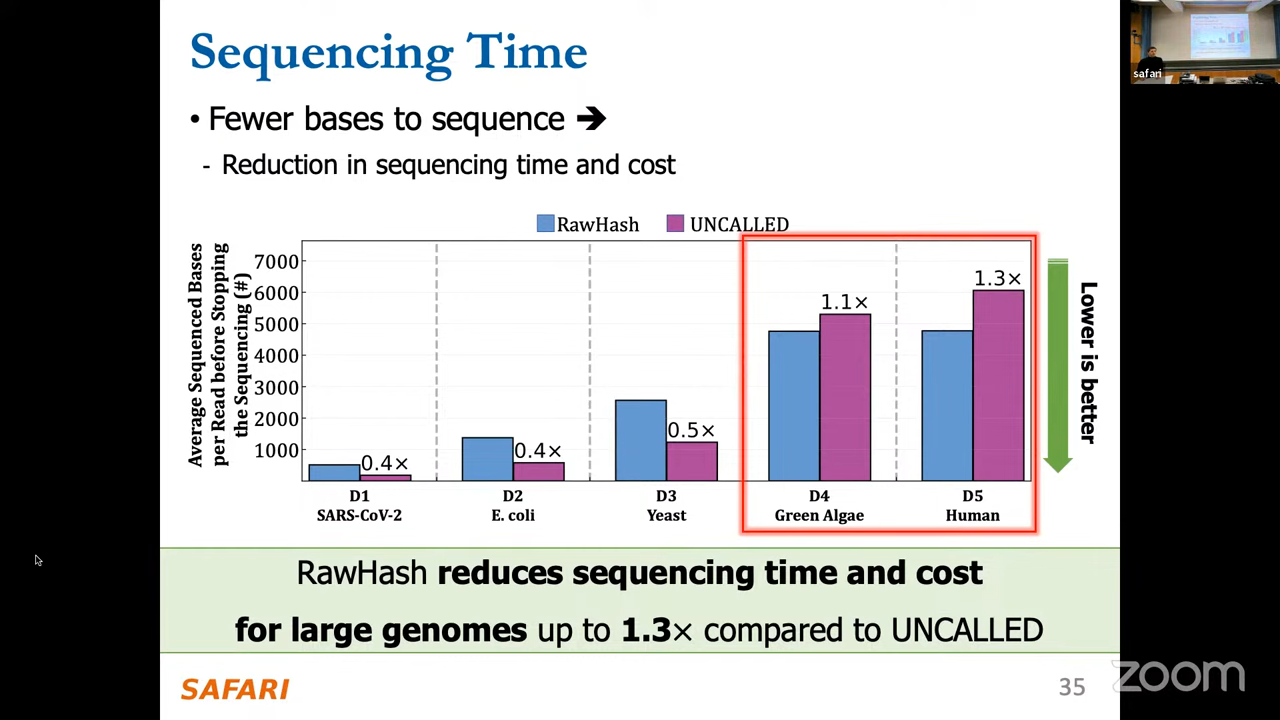 Sequencing Time
• Fewer bases to sequence ➔
- Reduction in sequencing time and cost
RawHash UNCALLED
Average Sequenced Bases
per Read before Stopping
the Sequencing (#)
7000
6000
5000
4000
3000
2000
1000
0.4×
0.4×
0.5×
1.1×
1.3×
D1
SARS-CoV-2
D2
E. coli
D3
Yeast
D4
Green Algae
D5
Human
Lower is better
RawHash reduces sequencing time and cost
for large genomes up to 1.3× compared to UNCALLED
SAFARI
35
safari
zoom